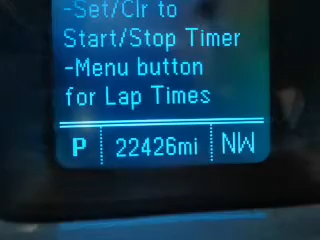 -Set/Clr to
Start/Stop Timer
-Menu button
for Lap Times
P 22426mi NW